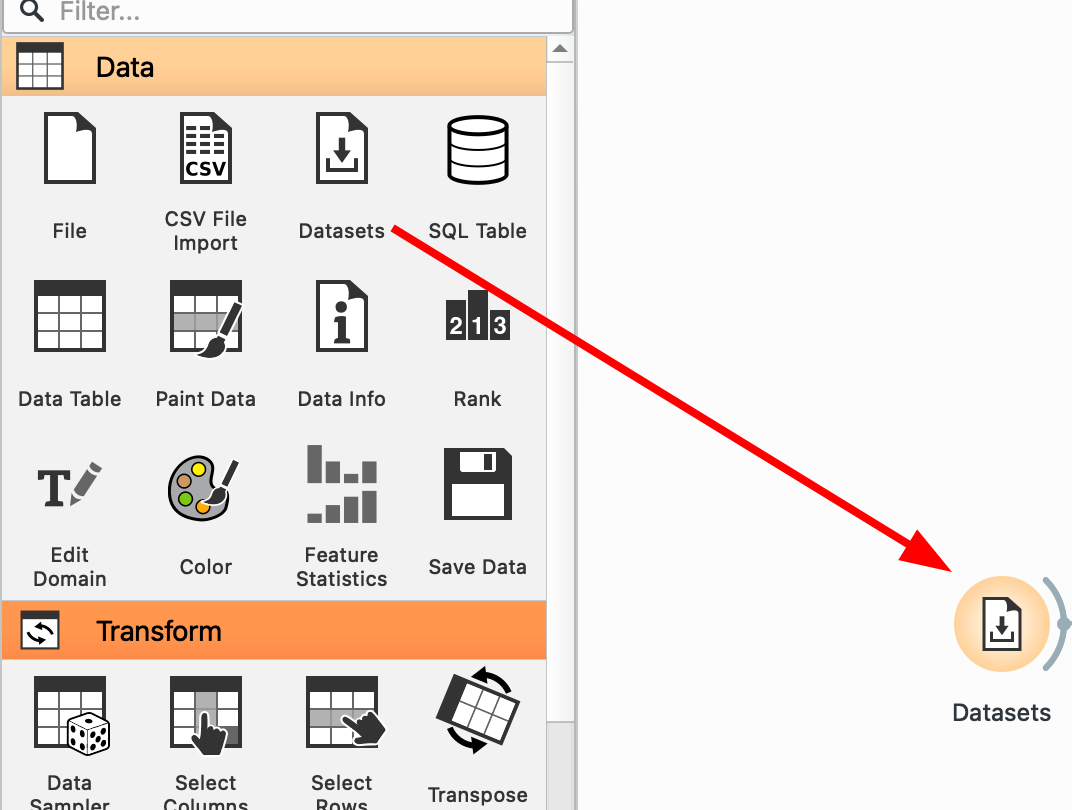 Filter...
Data
CSV
File
CSV File
Import
Datasets
SQL Table
2 1 3
Data Table
Paint Data
Data Info
Rank
T
Edit
Domain
Color
Feature
Statistics
Save Data
Transform
Data
Sampler
Select
Columns
Select
Rows
Transpose
Datasets